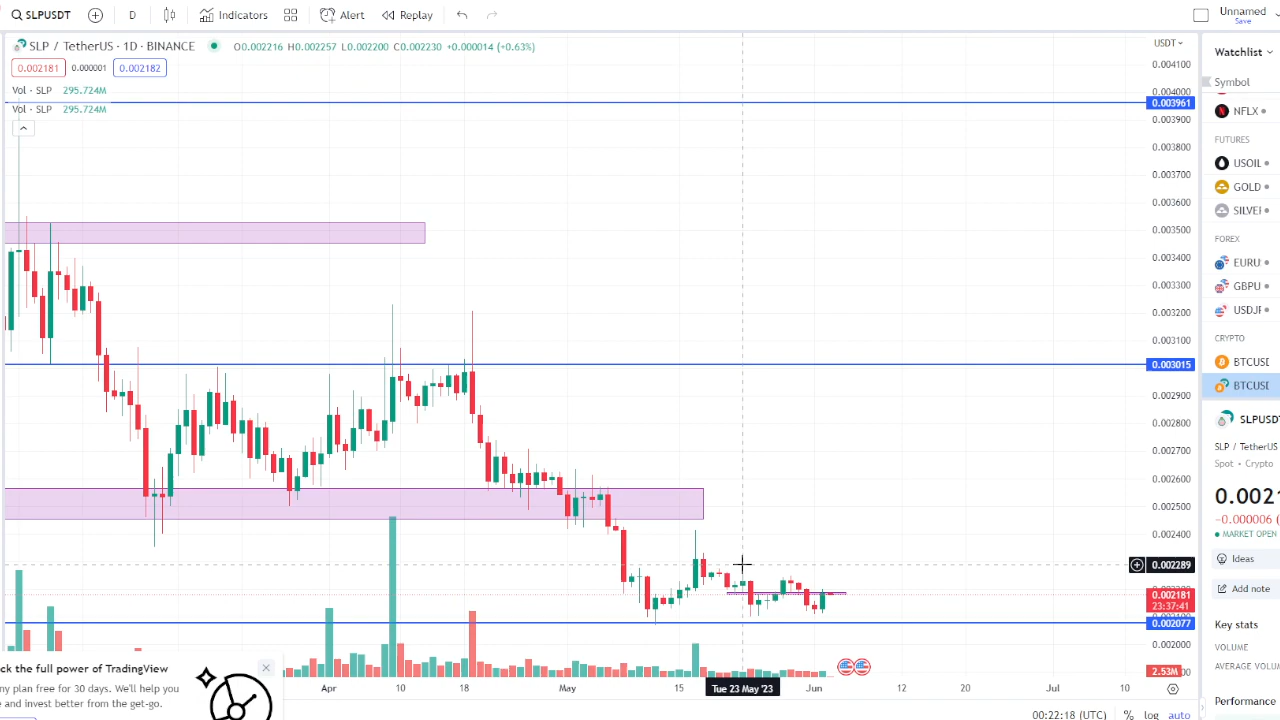 SLPUSDT D Indicators Alert Replay Unnamed
Save
SLP / TetherUS · 1D · BINANCE O0.002216 H0.002257 L0.002200 C0.002230 +0.000014 (+0.63%)
0.002181 0.000001 0.002182
Vol · SLP 295.724M
Vol · SLP 295.724M
USDT
0.004100
0.004000
0.003961
0.003900
0.003800
0.003700
0.003600
0.003500
0.003400
0.003300
0.003200
0.003100
0.003015
0.002900
0.002800
0.002700
0.002600
0.002500
0.002400
0.002289
0.002181
23:37:41
0.002077
0.002000
2.53M
Apr 10 18 May 15 Tue 23 May '23 Jun 12 20 Jul 10
ck the full power of TradingView
ny plan free for 30 days. We'll help you
e and invest better from the get-go.
00:22:18 (UTC) % log auto
Watchlist
Symbol
NFLX
FUTURES
USOIL
GOLD
SILVER
FOREX
EURU
GBPU
USDJP
CRYPTO
BTCUSD
BTCUSD
SLPUSDT
SLP / TetherUS
Spot • Crypto
0.0021
−0.000006 (
MARKET OPEN
Ideas
Add note
Key stats
VOLUME
AVERAGE VOLU
Performance